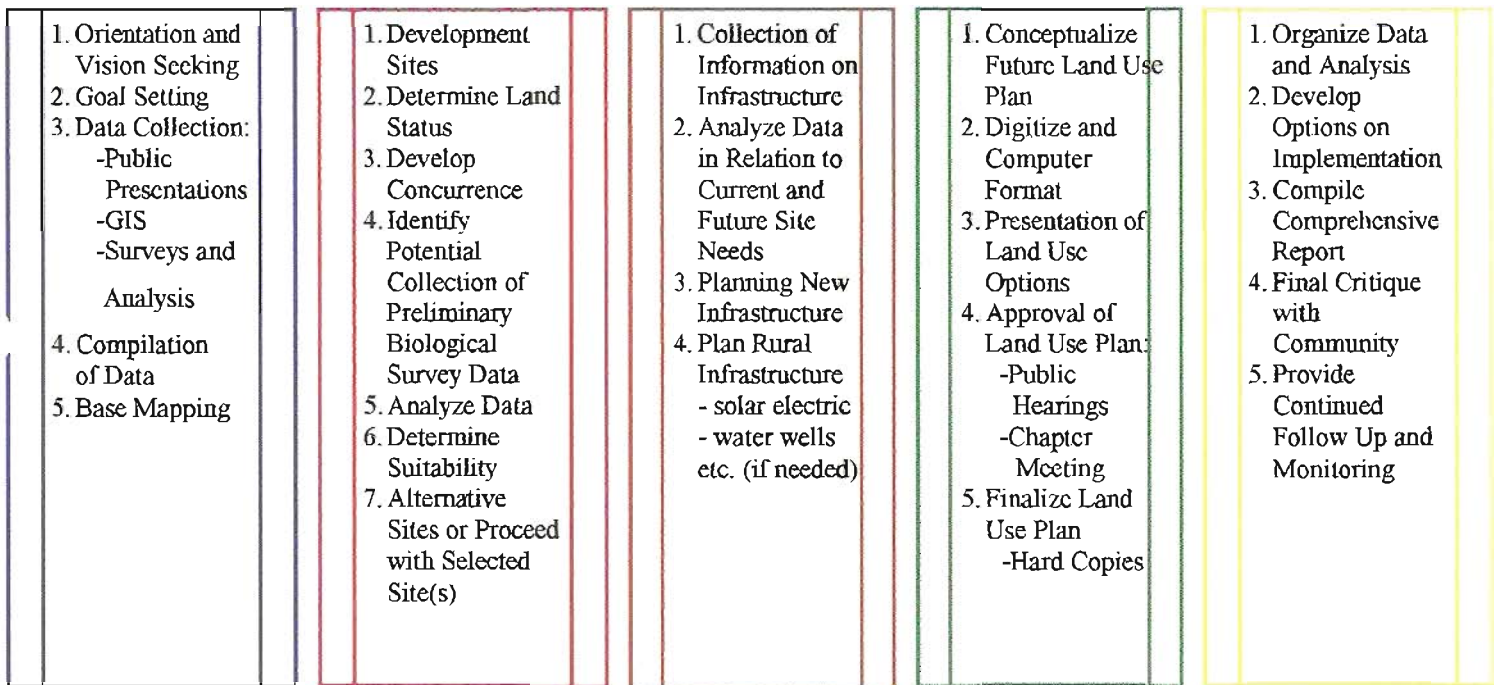 1. Orientation and
Vision Seeking
2. Goal Setting
3. Data Collection:
-Public
Presentations
-GIS
-Surveys and
Analysis
4. Compilation
of Data
5. Base Mapping
1. Development
Sites
2. Determine Land
Status
3. Develop
Concurrence
4. Identify
Potential
Collection of
Preliminary
Biological
Survey Data
5. Analyze Data
6. Determine
Suitability
7. Alternative
Sites or Proceed
with Selected
Site(s)
1. Collection of
Information on
Infrastructure
2. Analyze Data
in Relation to
Current and
Future Site
Needs
3. Planning New
Infrastructure
4. Plan Rural
Infrastructure
- solar electric
- water wells
etc. (if needed)
1. Conceptualize
Future Land Use
Plan
2. Digitize and
Computer
Format
3. Presentation of
Land Use
Options
4. Approval of
Land Use Plan:
-Public
Hearings
-Chapter
Meeting
5. Finalize Land
Use Plan
-Hard Copies
1. Organize Data
and Analysis
2. Develop
Options on
Implementation
3. Compile
Comprehensive
Report
4. Final Critique
with
Community
5. Provide
Continued
Follow Up and
Monitoring